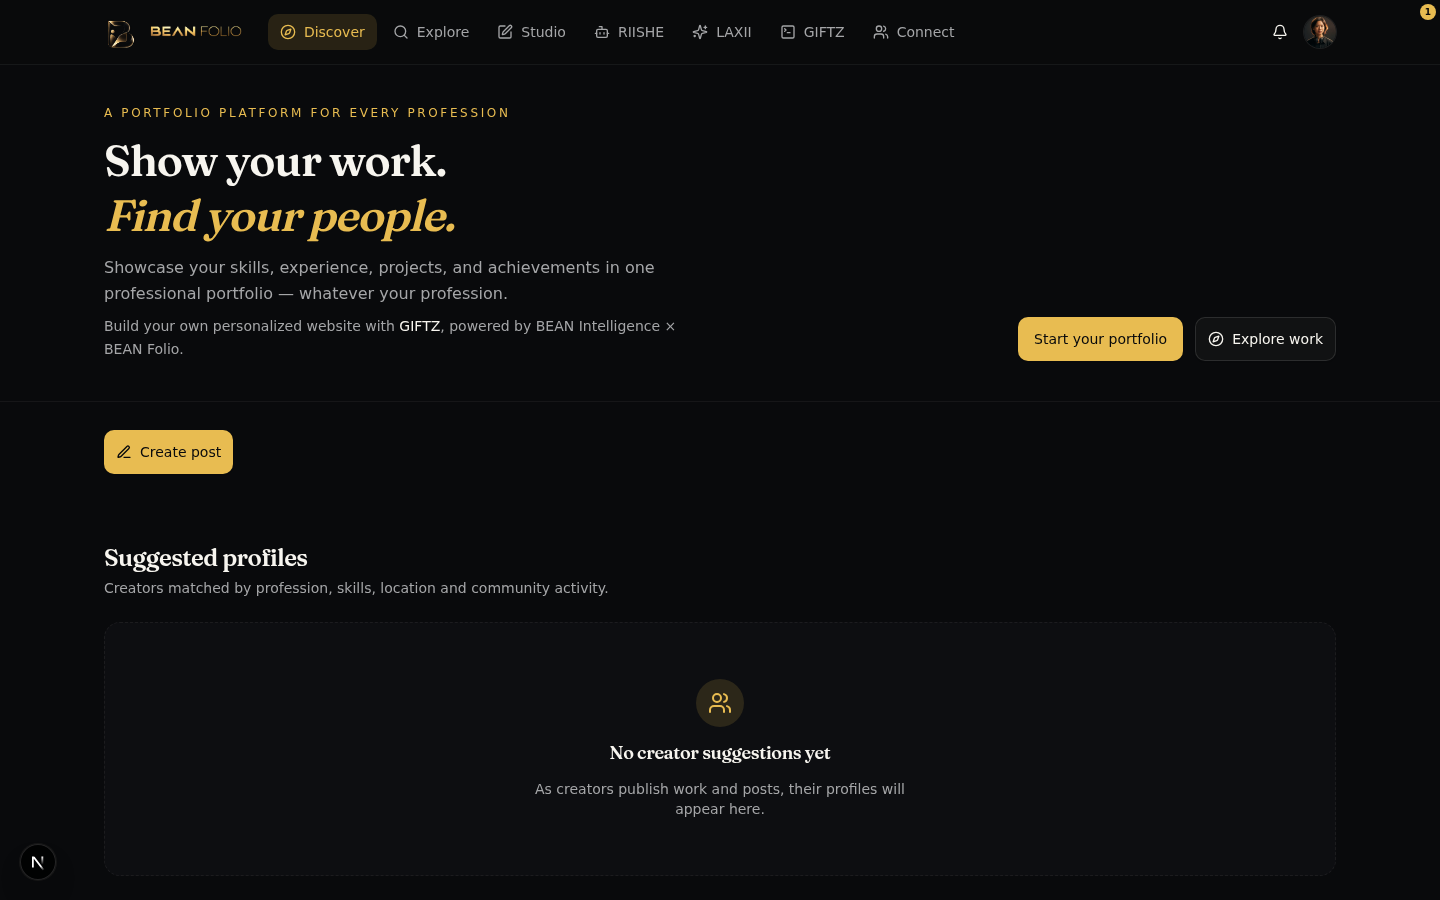 BEAN FOLIO
Discover
Explore
Studio
RIISHE
LAXII
GIFTZ
Connect
1
A PORTFOLIO PLATFORM FOR EVERY PROFESSION
Show your work.
Find your people.
Showcase your skills, experience, projects, and achievements in one
professional portfolio — whatever your profession.
Build your own personalized website with GIFTZ, powered by BEAN Intelligence ×
BEAN Folio.
Start your portfolio
Explore work
Create post
Suggested profiles
Creators matched by profession, skills, location and community activity.
No creator suggestions yet
As creators publish work and posts, their profiles will
appear here.
N